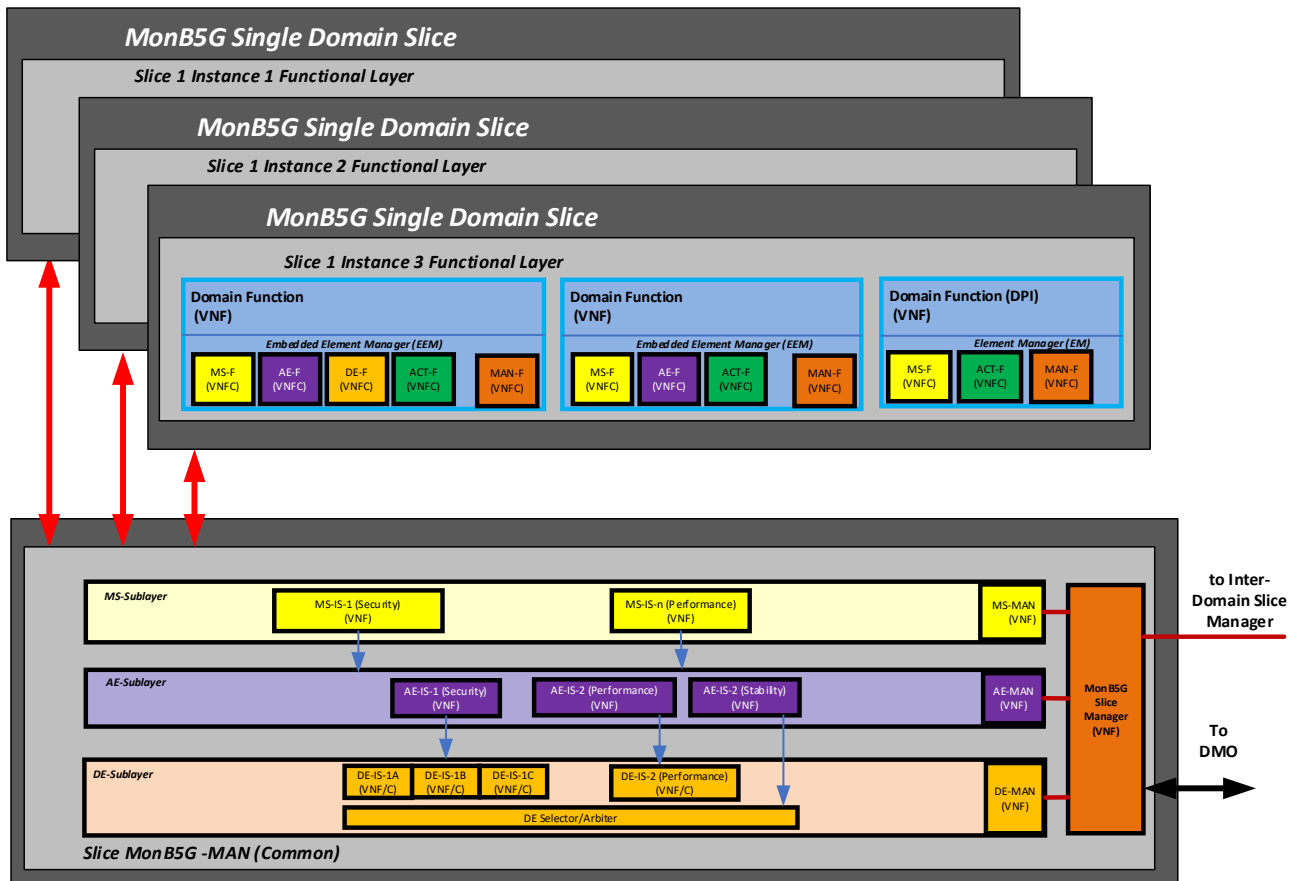 MonB5G Single Domain Slice
Slice 1 Instance 1 Functional Layer
MonB5G Single Domain Slice
Slice 1 Instance 2 Functional Layer
MonB5G Single Domain Slice
Slice 1 Instance 3 Functional Layer
Domain Function
(VNF)
Embedded Element Manager (EEM)
MS-F
(VNFC)
AE-F
(VNFC)
DE-F
(VNFC)
ACT-F
(VNFC)
MAN-F
(VNFC)
Domain Function
(VNF)
Embedded Element Manager (EEM)
MS-F
(VNFC)
AE-F
(VNFC)
ACT-F
(VNFC)
MAN-F
(VNFC)
Domain Function (DPI)
(VNF)
Element Manager (EM)
MS-F
(VNFC)
ACT-F
(VNFC)
MAN-F
(VNFC)
MS-Sublayer
MS-IS-1 (Security)
(VNF)
MS-IS-n (Performance)
(VNF)
MS-MAN
(VNF)
AE-Sublayer
AE-IS-1 (Security)
(VNF)
AE-IS-2 (Performance)
(VNF)
AE-IS-2 (Stability)
(VNF)
AE-MAN
(VNF)
DE-Sublayer
DE-IS-1A
(VNF/C)
DE-IS-1B
(VNF/C)
DE-IS-1C
(VNF/C)
DE-IS-2 (Performance)
(VNF/C)
DE Selector/Arbiter
DE-MAN
(VNF)
MonB5G
Slice
Manager
(VNF)
to Inter-
Domain Slice
Manager
To
DMO
Slice MonB5G -MAN (Common)